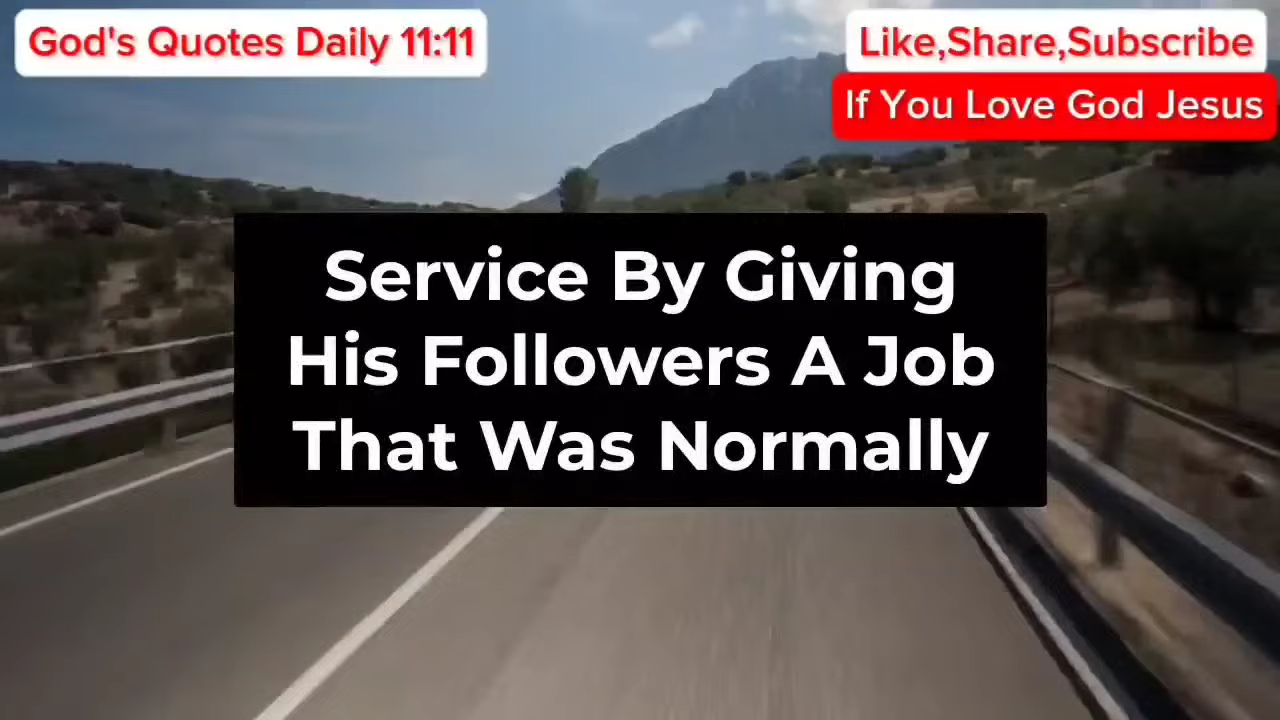 God's Quotes Daily 11:11
Like,Share,Subscribe
If You Love God Jesus
Service By Giving
His Followers A Job
That Was Normally